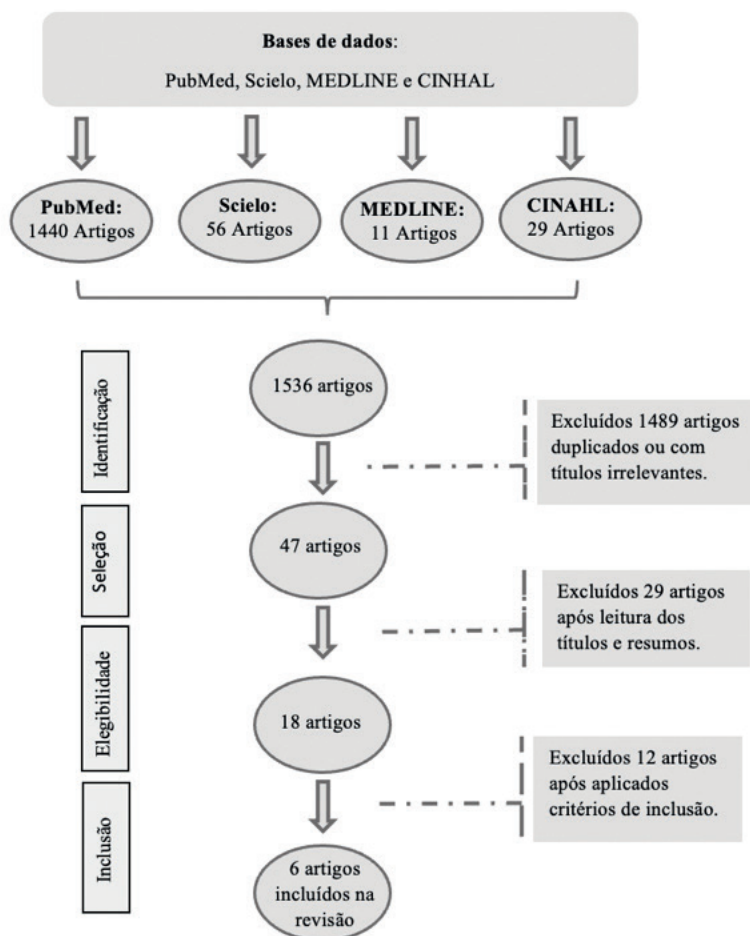 Bases de dados:
PubMed, Scielo, MEDLINE e CINHAL
PubMed:
1440 Artigos
Scielo:
56 Artigos
MEDLINE:
11 Artigos
CINAHL:
29 Artigos
Identificação
1536 artigos
Excluídos 1489 artigos
duplicados ou com
títulos irrelevantes.
Seleção
47 artigos
Excluídos 29 artigos
após leitura dos
títulos e resumos.
Elegibilidade
18 artigos
Excluídos 12 artigos
após aplicados
critérios de inclusão.
Inclusão
6 artigos
incluídos na
revisão